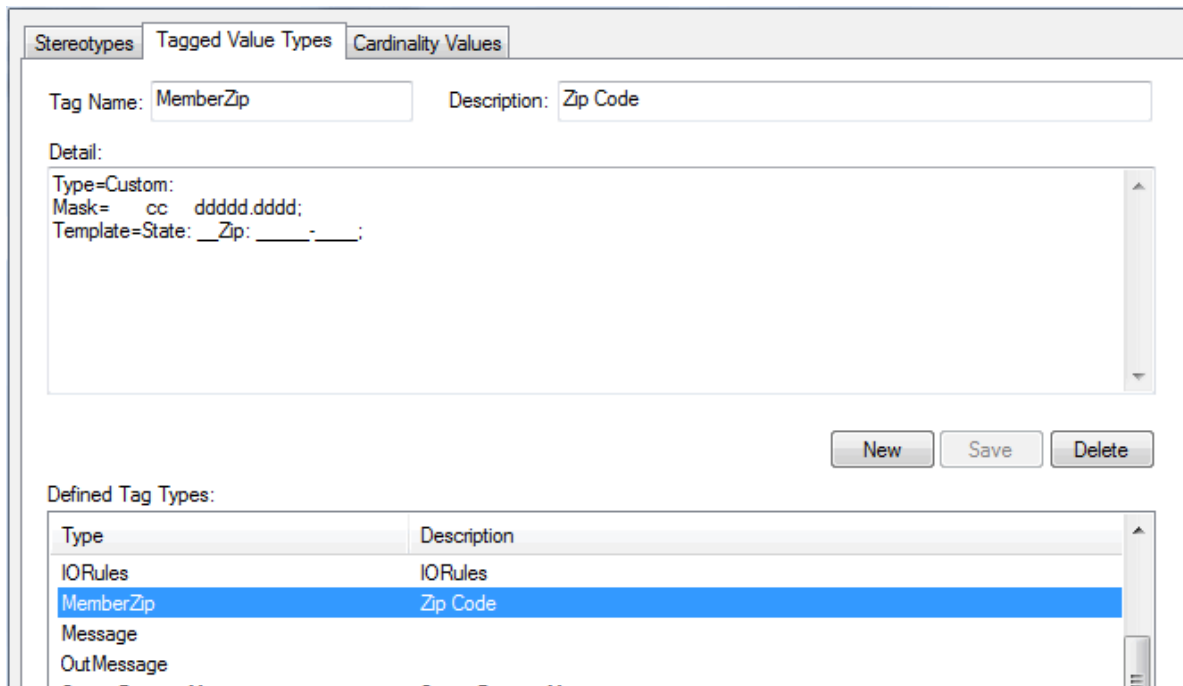 Stereotypes Tagged Value Types Cardinality Values
Tag Name: MemberZip Description: Zip Code
Detail:
Type=Custom:
Mask=      cc    ddddd.dddd;
Template=State: __Zip: _____-____;
New Save Delete
Defined Tag Types:
Type Description
IORules IORules
MemberZip Zip Code
Message
OutMessage